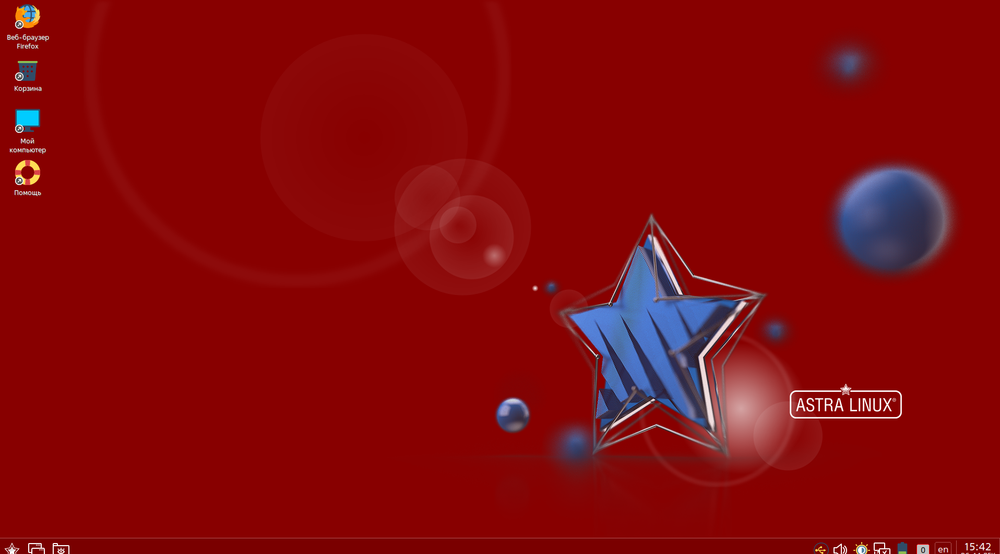 Веб-браузер
Firefox
Корзина
Мой
компьютер
Помощь
ASTRA LINUX®
0
en
15:42